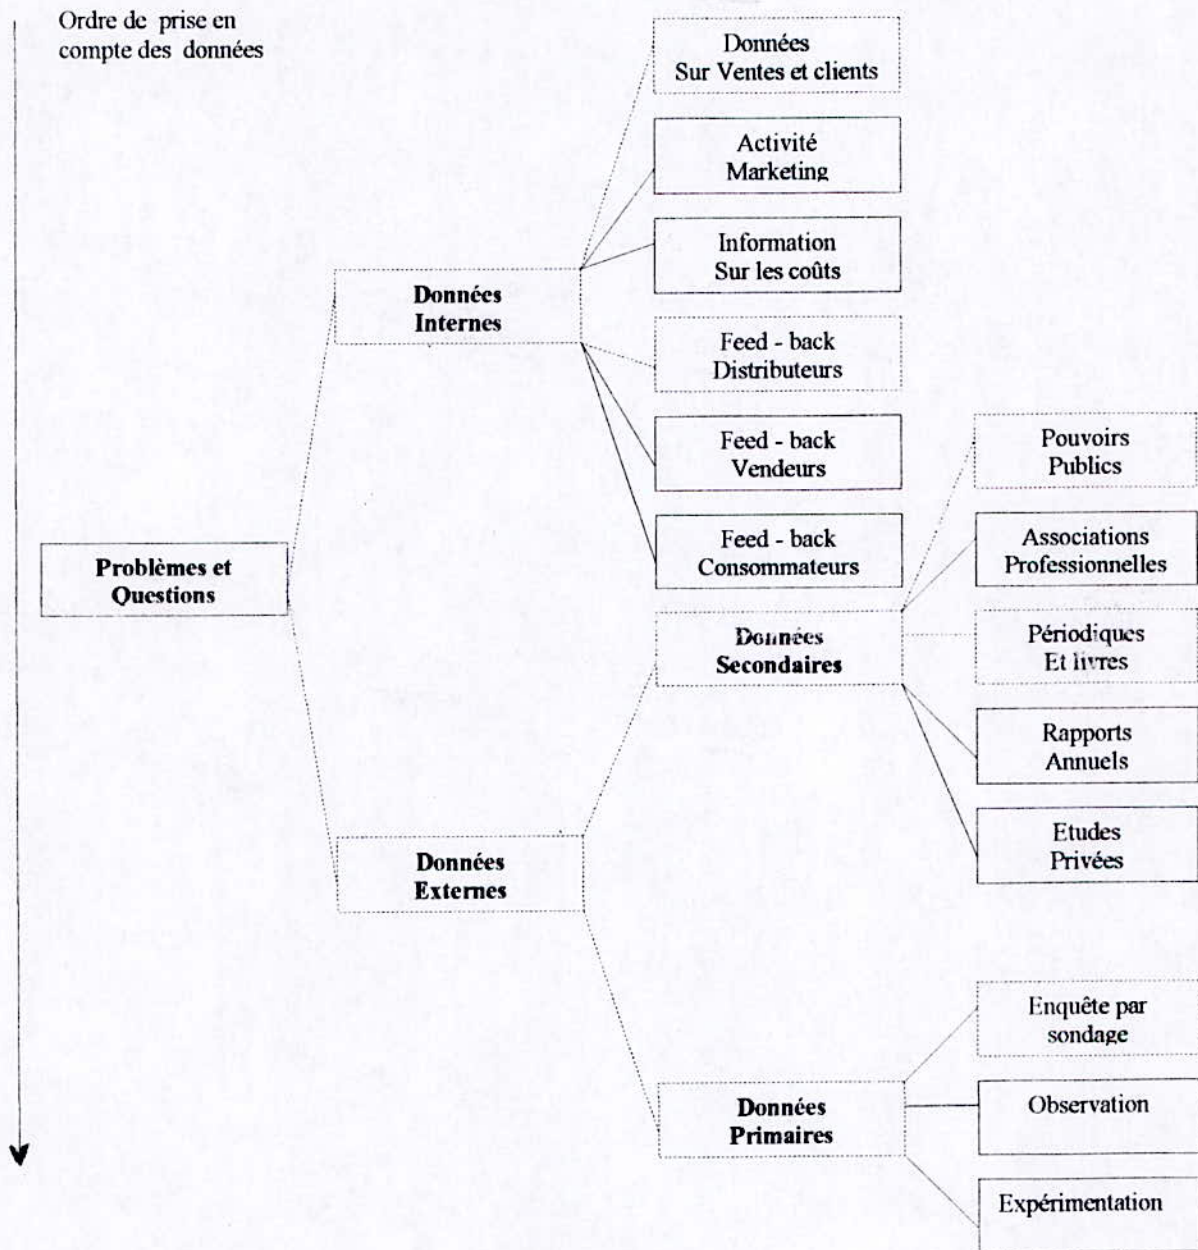 Ordre de prise en
compte des données
Données
Sur Ventes et clients
Activité
Marketing
Information
Sur les coûts
Données
Internes
Feed - back
Distributeurs
Feed - back
Vendeurs
Pouvoirs
Publics
Feed - back
Consommateurs
Associations
Professionnelles
Problèmes et
Questions
Données
Secondaires
Périodiques
Et livres
Rapports
Annuels
Etudes
Privées
Données
Externes
Enquête par
sondage
Données
Primaires
Observation
Expérimentation